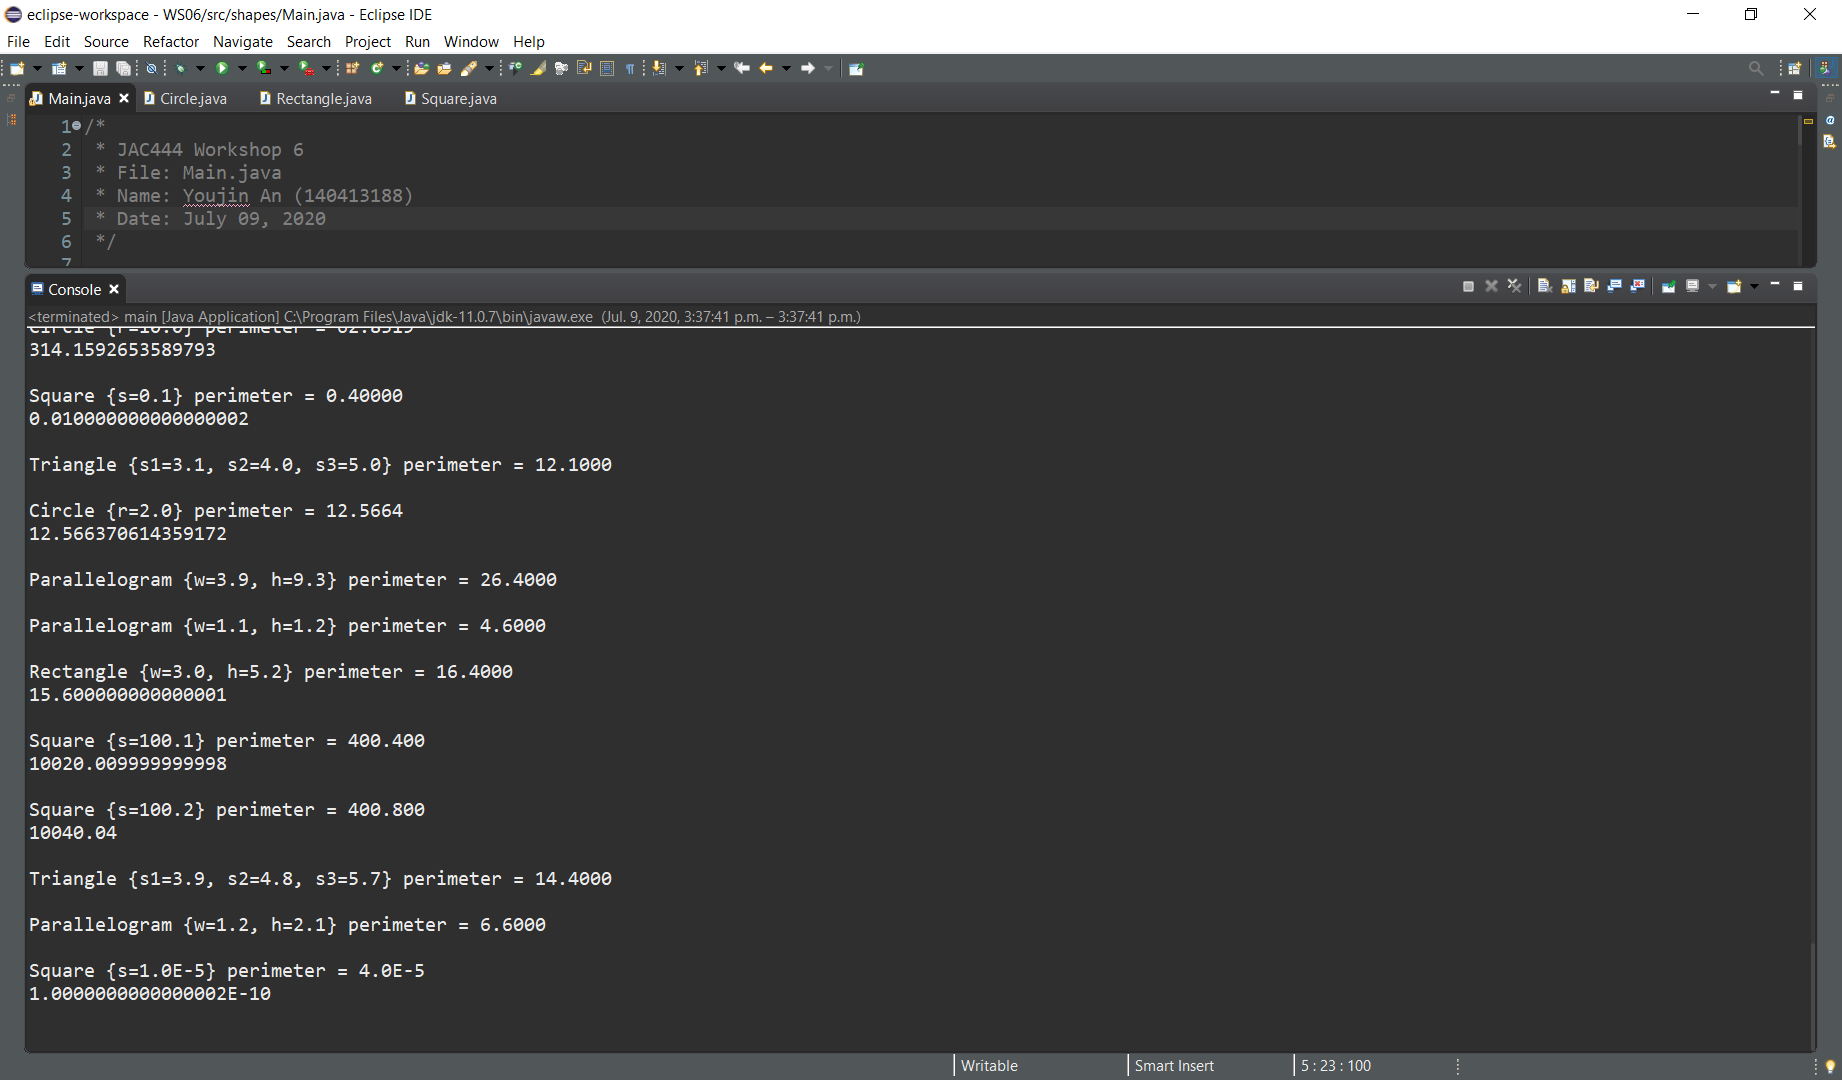 eclipse-workspace - WS06/src/shapes/Main.java - Eclipse IDE
File Edit Source Refactor Navigate Search Project Run Window Help
Main.java Circle.java Rectangle.java Square.java
1 /*
2 * JAC444 Workshop 6
3 * File: Main.java
4 * Name: Youjin An (140413188)
5 * Date: July 09, 2020
6 */
7
Console
<terminated> main [Java Application] C:\Program Files\Java\jdk-11.0.7\bin\javaw.exe (Jul. 9, 2020, 3:37:41 p.m. – 3:37:41 p.m.)
Circle {r=10.0} perimeter = 62.8319
314.1592653589793
Square {s=0.1} perimeter = 0.40000
0.010000000000000002
Triangle {s1=3.1, s2=4.0, s3=5.0} perimeter = 12.1000
Circle {r=2.0} perimeter = 12.5664
12.566370614359172
Parallelogram {w=3.9, h=9.3} perimeter = 26.4000
Parallelogram {w=1.1, h=1.2} perimeter = 4.6000
Rectangle {w=3.0, h=5.2} perimeter = 16.4000
15.600000000000001
Square {s=100.1} perimeter = 400.400
10020.009999999998
Square {s=100.2} perimeter = 400.800
10040.04
Triangle {s1=3.9, s2=4.8, s3=5.7} perimeter = 14.4000
Parallelogram {w=1.2, h=2.1} perimeter = 6.6000
Square {s=1.0E-5} perimeter = 4.0E-5
1.0000000000000002E-10
Writable Smart Insert 5 : 23 : 100